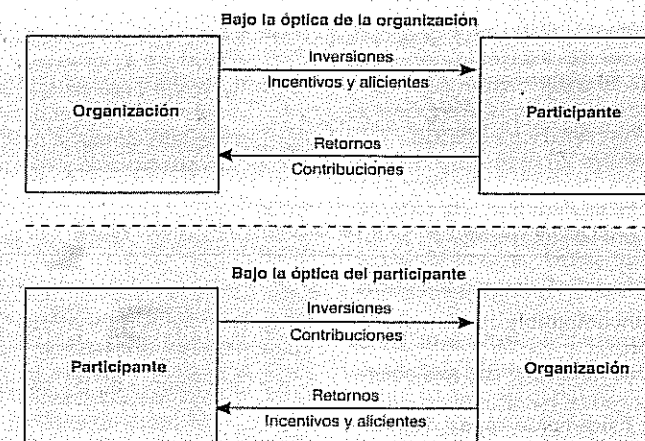 Bajo la óptica de la organización
Inversiones
Incentivos y alicientes
Organización
Participante
Retornos
Contribuciones
Bajo la óptica del participante
Inversiones
Contribuciones
Participante
Organización
Retornos
Incentivos y alicientes